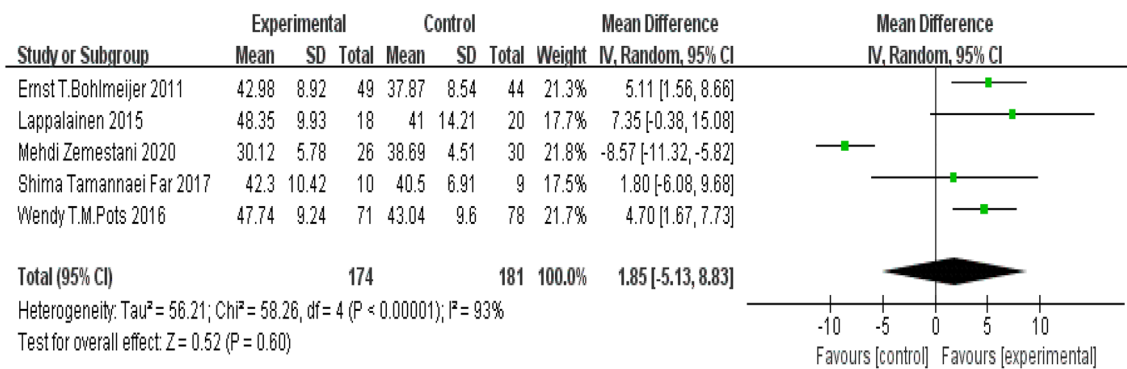 Experimental Control Mean Difference Mean Difference
Study or Subgroup Mean SD Total Mean SD Total Weight IV, Random, 95% CI IV, Random, 95% CI
Ernst T.Bohlmeijer 2011 42.98 8.92 49 37.87 8.54 44 21.3% 5.11 [1.56, 8.66]
Lappalainen 2015 48.35 9.93 18 41 14.21 20 17.7% 7.35 [-0.38, 15.08]
Mehdi Zemestani 2020 30.12 5.78 26 38.69 4.51 30 21.8% -8.57 [-11.32, -5.82]
Shima Tamannaei Far 2017 42.3 10.42 10 40.5 6.91 9 17.5% 1.80 [-6.08, 9.68]
Wendy T.M.Pots 2016 47.74 9.24 71 43.04 9.6 78 21.7% 4.70 [1.67, 7.73]
Total (95% CI) 174 181 100.0% 1.85 [-5.13, 8.83]
Heterogeneity: Tau² = 56.21; Chi² = 58.26, df = 4 (P < 0.00001); I² = 93%
Test for overall effect: Z = 0.52 (P = 0.60)
-10 -5 0 5 10
Favours [control] Favours [experimental]